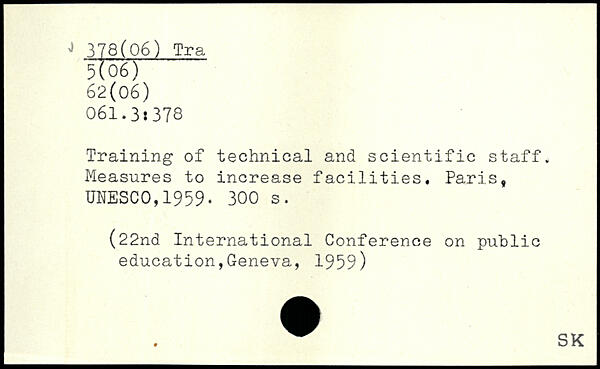 378(06) Tra
5(06)
62(06)
061.3:378
Training of technical and scientific staff.
Measures to increase facilities. Paris,
UNESCO,1959. 300 s.
(22nd International Conference on public
education,Geneva, 1959)
SK